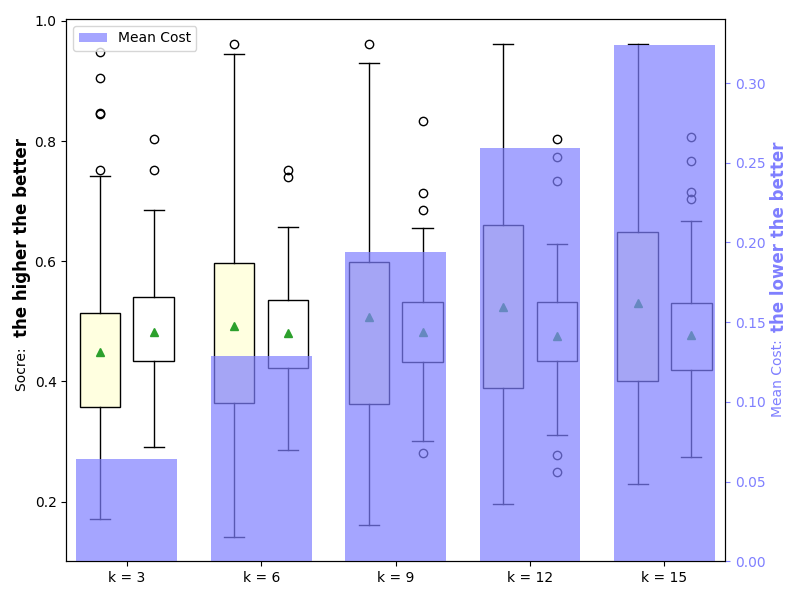 Mean Cost
1.0
0.8
0.6
0.4
0.2
Socre: the higher the better
0.30
0.25
0.20
0.15
0.10
0.05
0.00
Mean Cost: the lower the better
k = 3
k = 6
k = 9
k = 12
k = 15